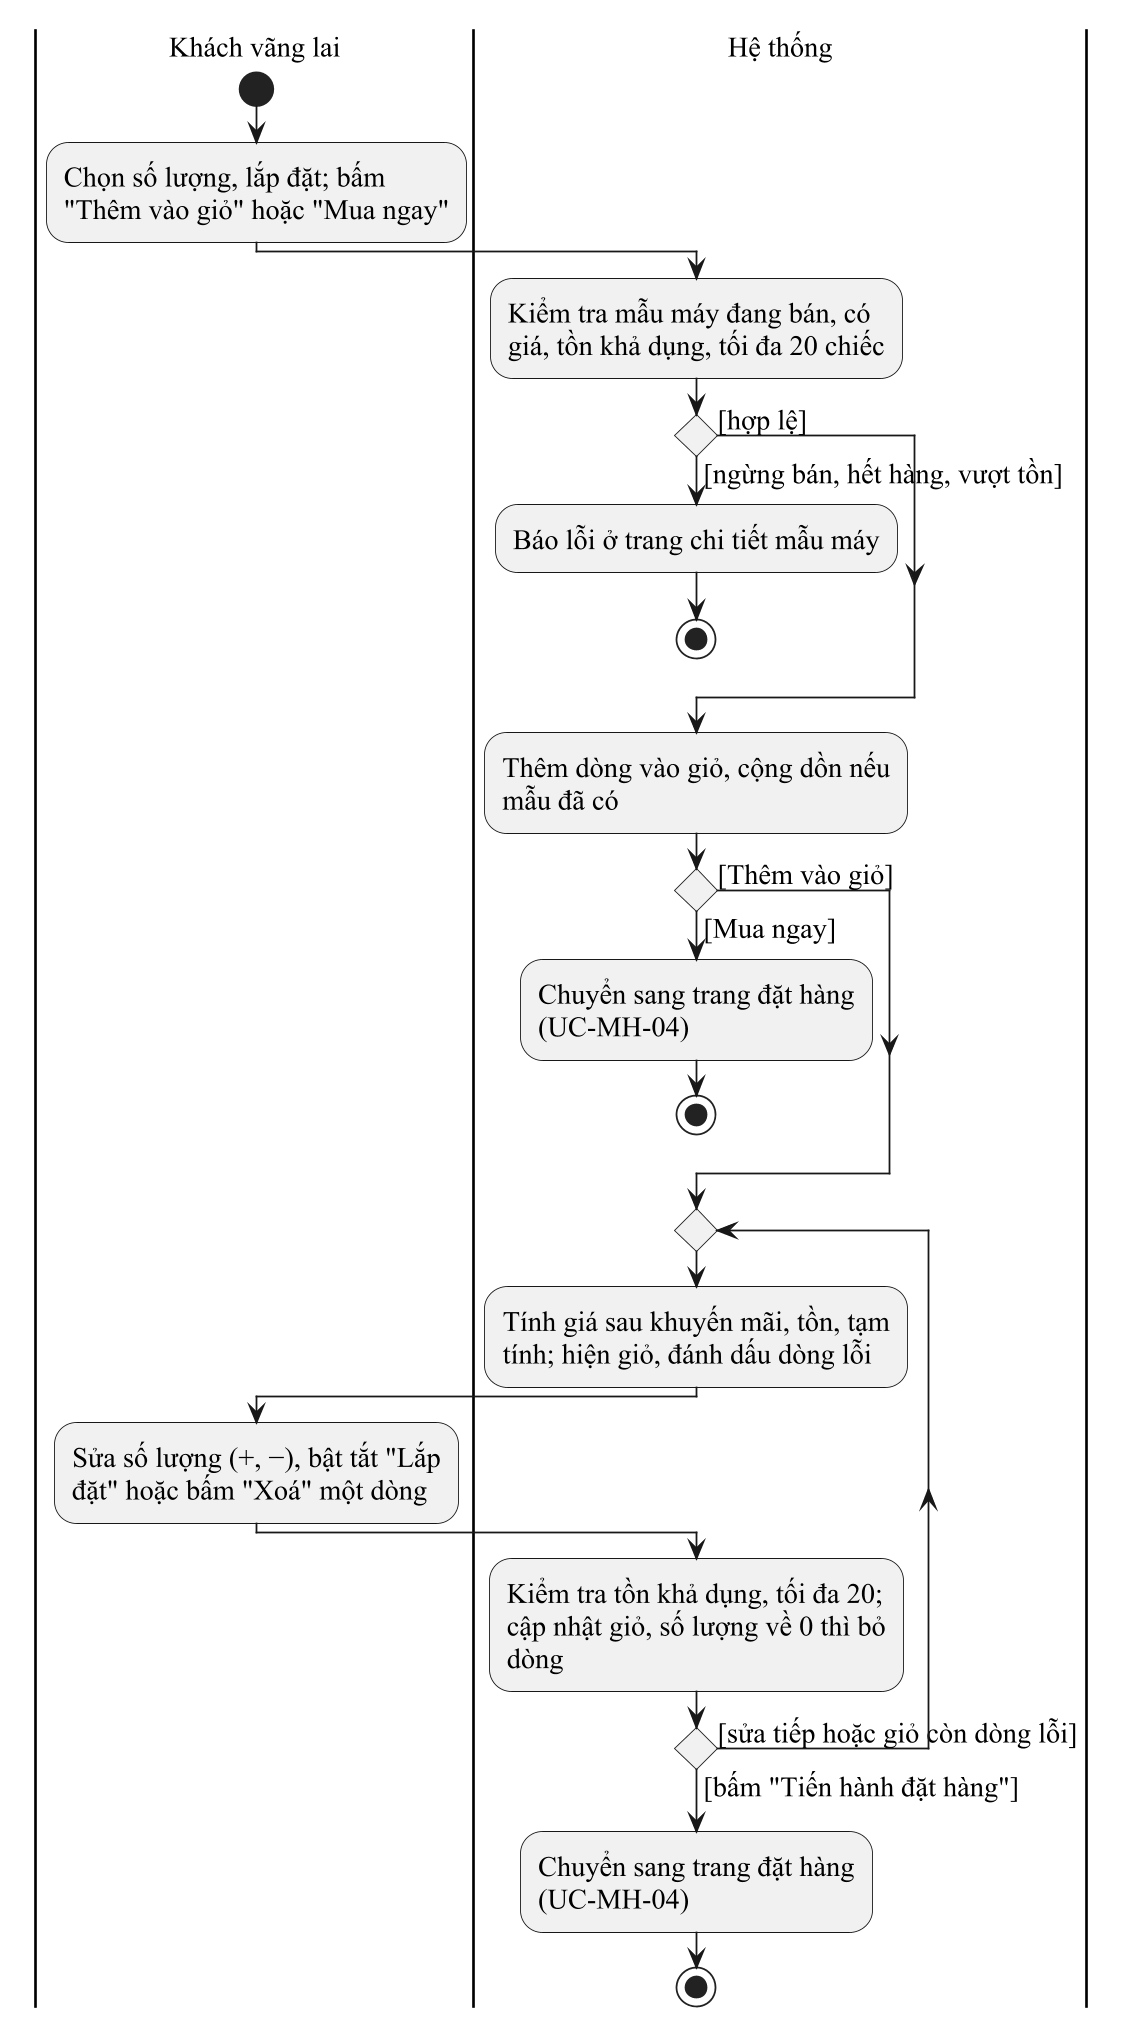 Khách vãng lai
Hệ thống
Chọn số lượng, lắp đặt; bấm
"Thêm vào giỏ" hoặc "Mua ngay"
Kiểm tra mẫu máy đang bán, có
giá, tồn khả dụng, tối đa 20 chiếc
[hợp lệ]
[ngừng bán, hết hàng, vượt tồn]
Báo lỗi ở trang chi tiết mẫu máy
Thêm dòng vào giỏ, cộng dồn nếu
mẫu đã có
[Thêm vào giỏ]
[Mua ngay]
Chuyển sang trang đặt hàng
(UC-MH-04)
Tính giá sau khuyến mãi, tồn, tạm
tính; hiện giỏ, đánh dấu dòng lỗi
Sửa số lượng (+, −), bật tắt "Lắp
đặt" hoặc bấm "Xoá" một dòng
Kiểm tra tồn khả dụng, tối đa 20;
cập nhật giỏ, số lượng về 0 thì bỏ
dòng
[sửa tiếp hoặc giỏ còn dòng lỗi]
[bấm "Tiến hành đặt hàng"]
Chuyển sang trang đặt hàng
(UC-MH-04)